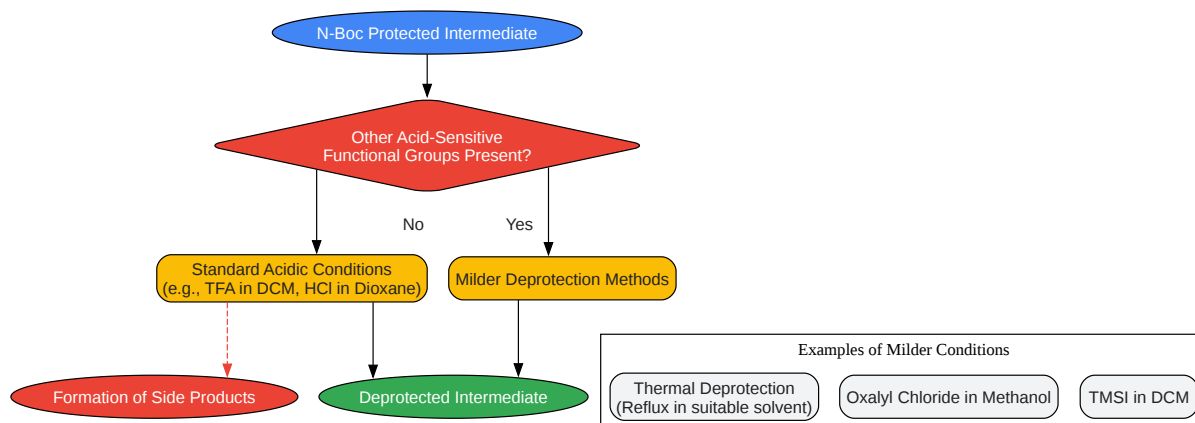 N-Boc Protected Intermediate
Other Acid-Sensitive
Functional Groups Present?
No
Yes
Standard Acidic Conditions
(e.g., TFA in DCM, HCl in Dioxane)
Milder Deprotection Methods
Formation of Side Products
Deprotected Intermediate
Examples of Milder Conditions
Thermal Deprotection
(Reflux in suitable solvent)
Oxalyl Chloride in Methanol
TMSI in DCM